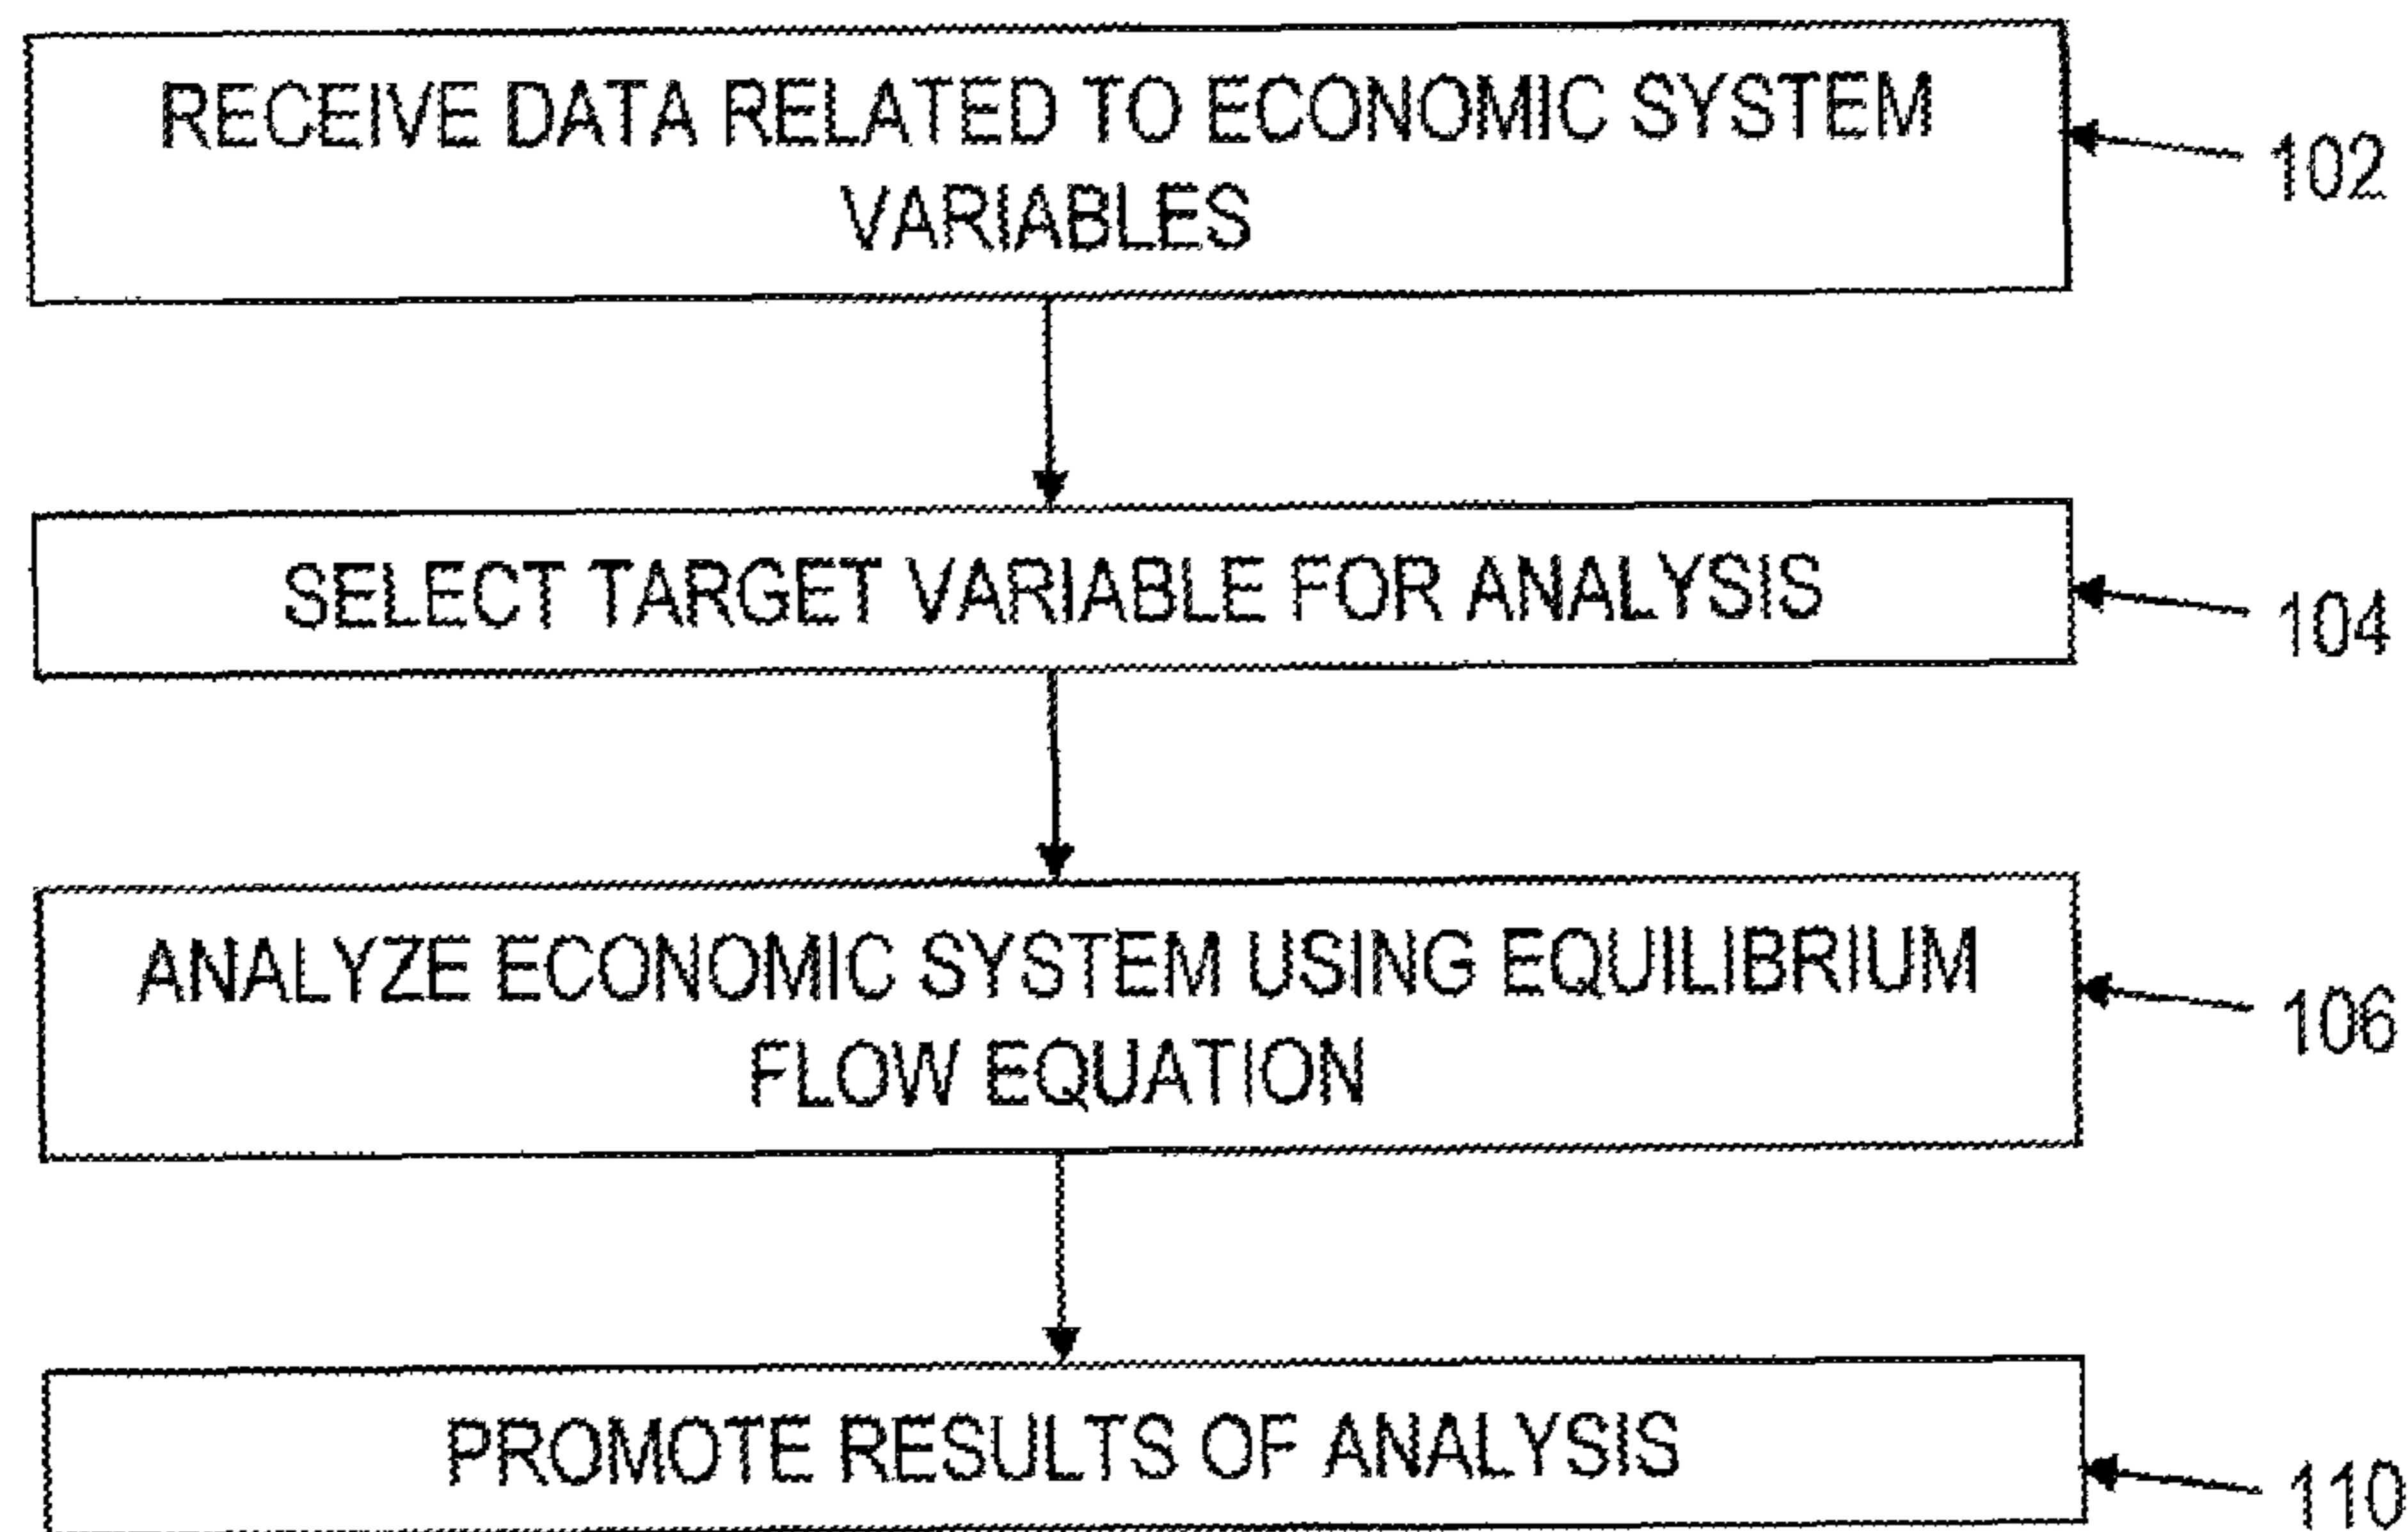 RECEIVE DATA RELATED TO ECONOMIC SYSTEM
VARIABLES
102
SELECT TARGET VARIABLE FOR ANALYSIS
104
ANALYZE ECONOMIC SYSTEM USING EQUILIBRIUM
FLOW EQUATION
106
PROMOTE RESULTS OF ANALYSIS
110